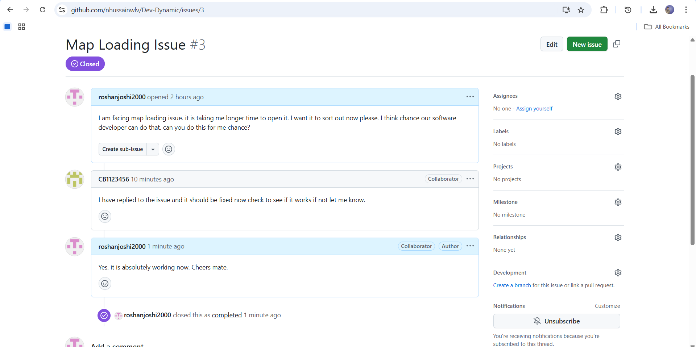 github.com/nhussainwlv/Dev-Dynamic/issues/3
All Bookmarks
Map Loading Issue #3
Edit
New issue
Closed
roshanjoshi2000 opened 2 hours ago
I am facing map loading issue, it is taking me longer time to open it. I want to sort out now please. I think chance our software
developer can do that. can you do this for me chance?
Create sub-issue
CB1123456 10 minutes ago
Collaborator
I have replied to the issue and it should be fixed now check to see if it works if not let me know.
roshanjoshi2000 1 minute ago
Collaborator
Author
Yes, it is absolutely working now. Cheers mate.
roshanjoshi2000 closed this as completed 1 minute ago
Add a comment
Assignees
No one - Assign yourself
Labels
No labels
Projects
No projects
Milestone
No milestone
Relationships
None yet
Development
Create a branch for this issue or link a pull request.
Notifications
Customize
Unsubscribe
You're receiving notifications because you're
subscribed to this thread.